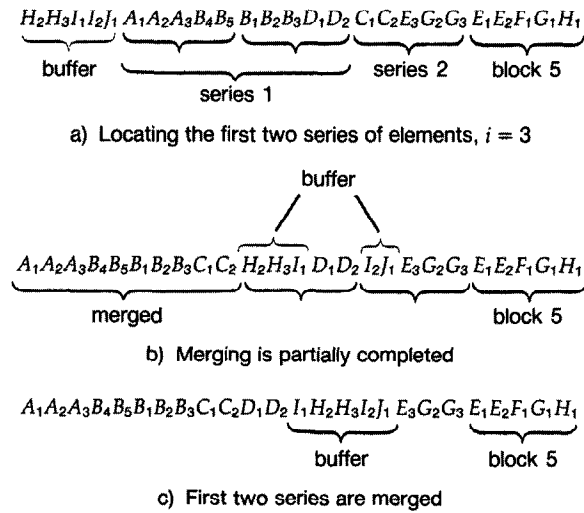 H₂H₃I₁I₂J₁ A₁A₂A₃B₄B₅ B₁B₂B₃D₁D₂ C₁C₂E₃G₂G₃ E₁E₂F₁G₁H₁
buffer series 2 block 5
series 1
a) Locating the first two series of elements, i = 3
buffer
A₁A₂A₃B₄B₅B₁B₂B₃C₁C₂ H₂H₃I₁ D₁D₂ I₂J₁ E₃G₂G₃ E₁E₂F₁G₁H₁
merged block 5
b) Merging is partially completed
A₁A₂A₃B₄B₅B₁B₂B₃C₁C₂D₁D₂ I₁H₂H₃I₂J₁ E₃G₂G₃ E₁E₂F₁G₁H₁
buffer block 5
c) First two series are merged